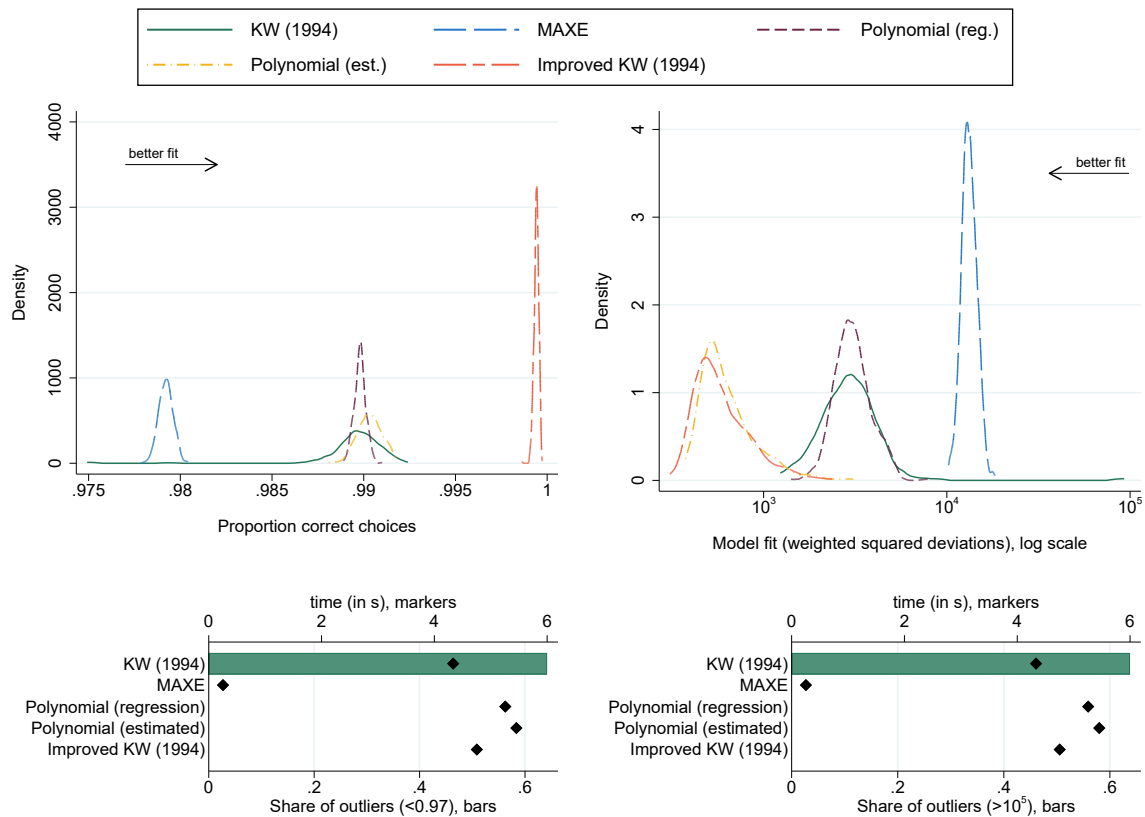 KW (1994)
MAXE
Polynomial (reg.)
Polynomial (est.)
Improved KW (1994)
Density
0
1000
2000
3000
4000
better fit
.975
.98
.985
.99
.995
1
Proportion correct choices
Density
0
1
2
3
4
better fit
10³
10⁴
10⁵
Model fit (weighted squared deviations), log scale
time (in s), markers
0
2
4
6
KW (1994)
MAXE
Polynomial (regression)
Polynomial (estimated)
Improved KW (1994)
0
.2
.4
.6
Share of outliers (<0.97), bars
time (in s), markers
0
2
4
6
KW (1994)
MAXE
Polynomial (regression)
Polynomial (estimated)
Improved KW (1994)
0
.2
.4
.6
Share of outliers (>10⁵), bars